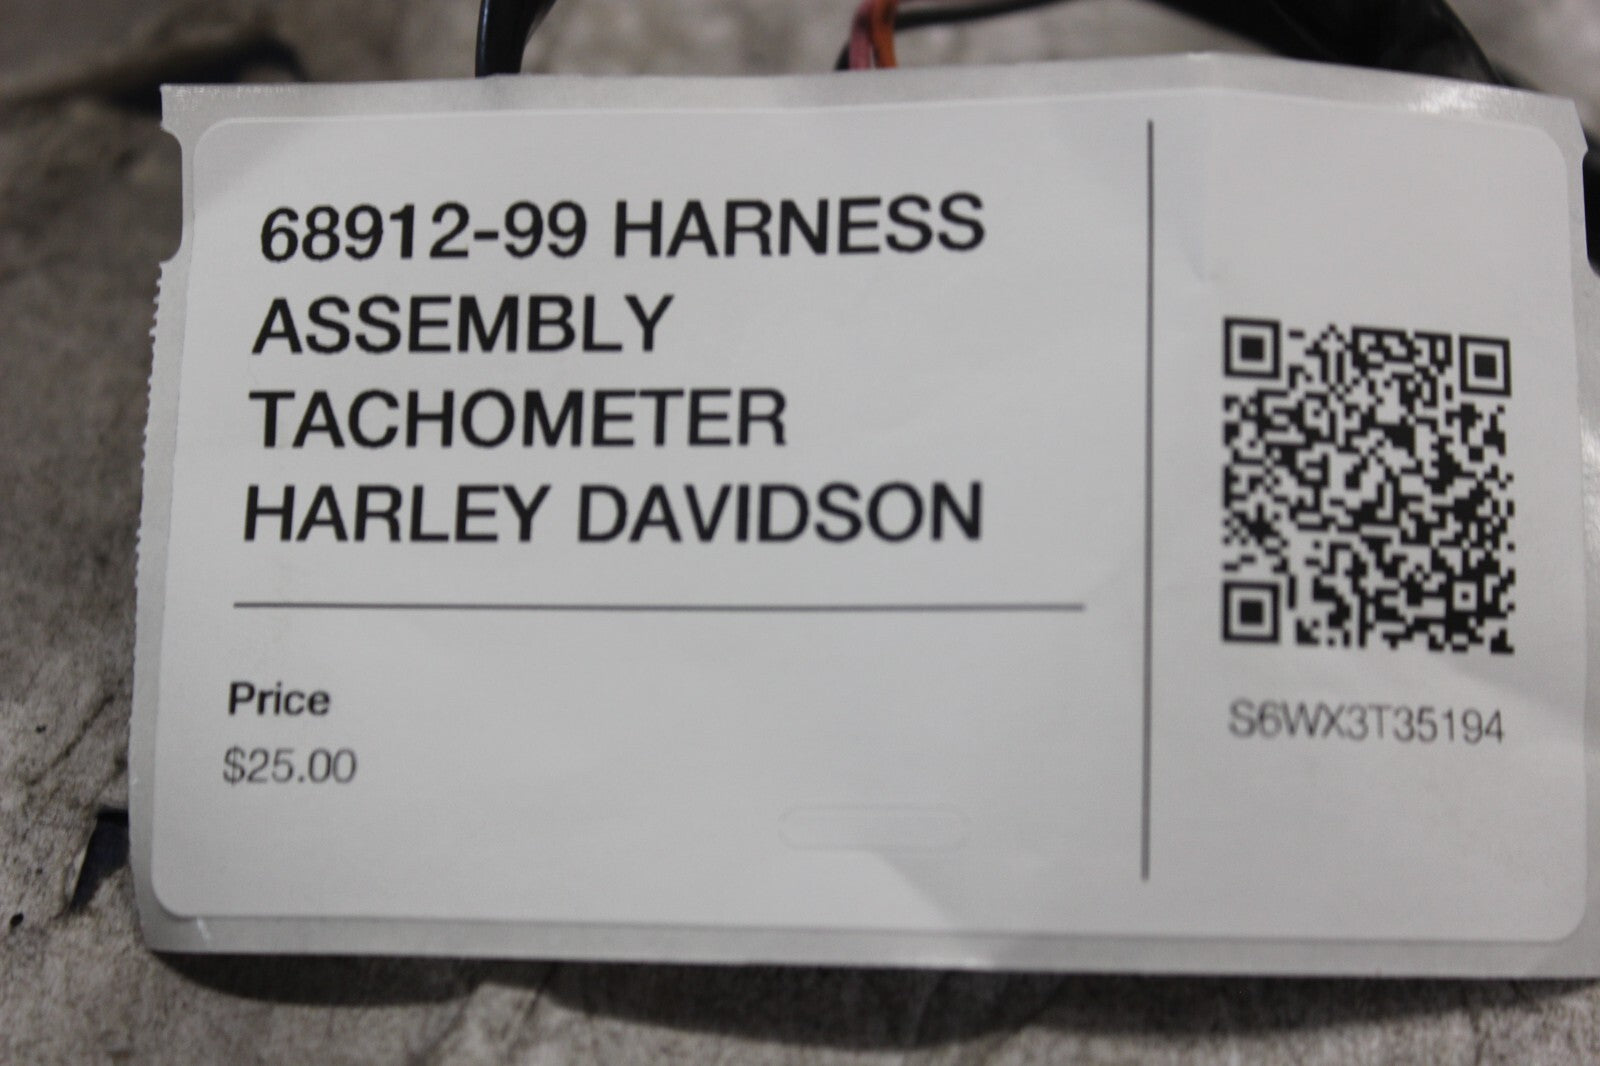 68912-99 HARNESS
ASSEMBLY
TACHOMETER
HARLEY DAVIDSON
Price
$25.00
S6WX3T35194